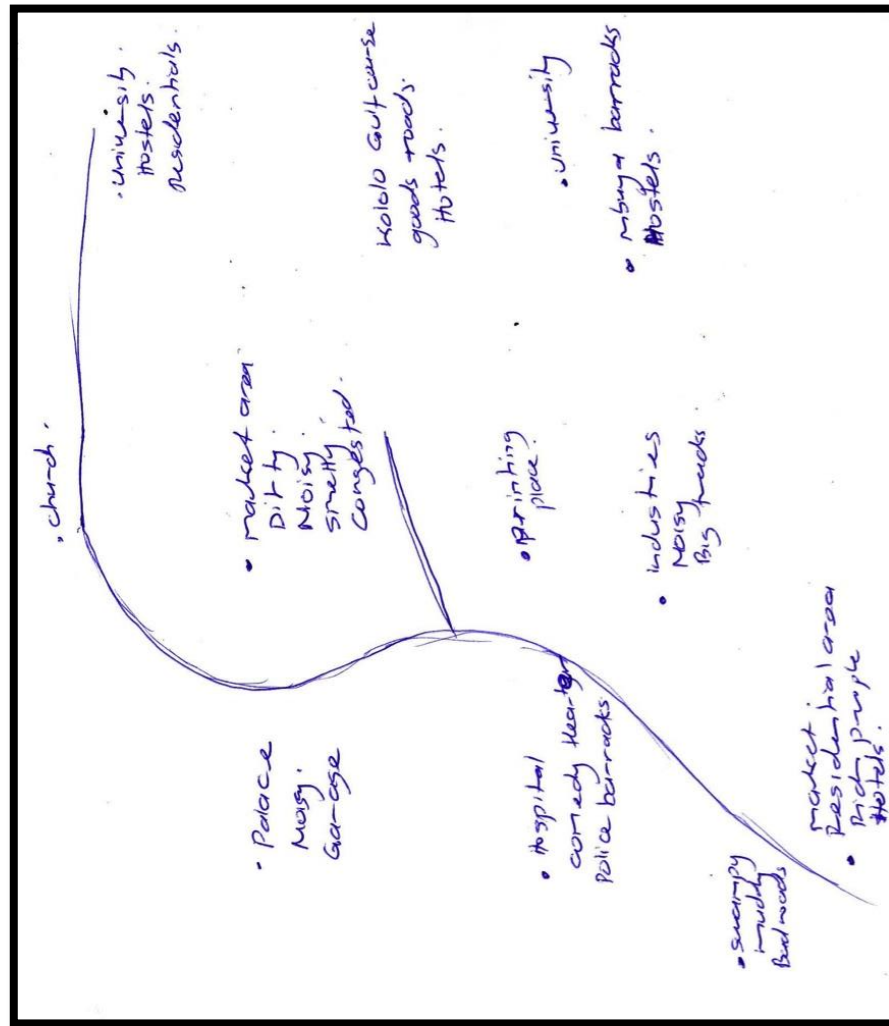 • university.
Hostels.
Residentials.
• church.
Kololo Gulf course
goods roads.
Hotels.
• market area
Dirty.
Noisy.
smelly
Congested.
• Palace
Noisy.
Garage
• university
• printing
place.
• Hospital
comedy theater
Police barracks
• mbuya barracks
Hostels.
• industries
Noisy
Big trucks.
• swampy
muddy
Bad roads
market.
Residential area
Rich people
• Hotels.